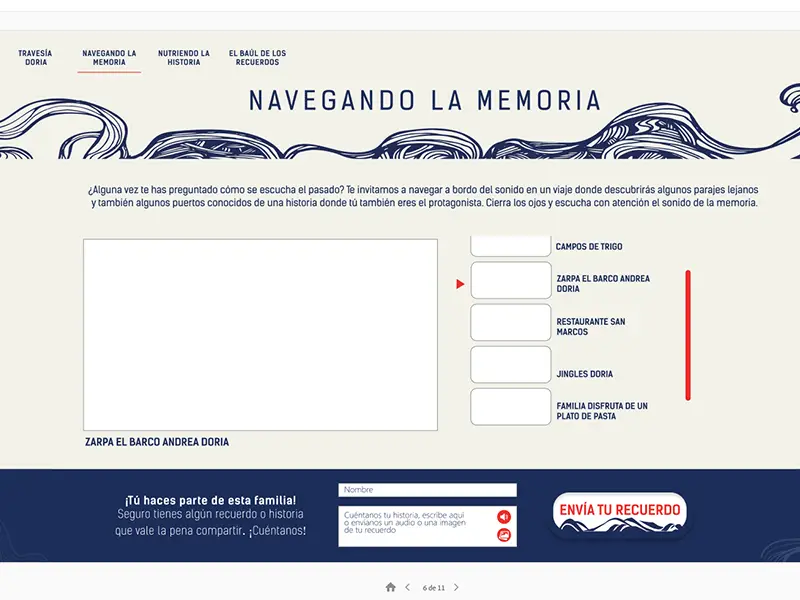 TRAVESÍA
DORIA
NAVEGANDO LA
MEMORIA
NUTRIENDO LA
HISTORIA
EL BAÚL DE LOS
RECUERDOS
NAVEGANDO LA MEMORIA
¿Alguna vez te has preguntado cómo se escucha el pasado? Te invitamos a navegar a bordo del sonido en un viaje donde descubrirás algunos parajes lejanos
y también algunos puertos conocidos de una historia donde tú también eres el protagonista. Cierra los ojos y escucha con atención el sonido de la memoria.
CAMPOS DE TRIGO
ZARPA EL BARCO ANDREA
DORIA
RESTAURANTE SAN
MARCOS
JINGLES DORIA
FAMILIA DISFRUTA DE UN
PLATO DE PASTA
ZARPA EL BARCO ANDREA DORIA
¡Tú haces parte de esta familia!
Seguro tienes algún recuerdo o historia
que vale la pena compartir. ¡Cuéntanos!
Nombre
Cuéntanos tu historia, escribe aquí
o envíanos un audio o una imagen
de tu recuerdo
ENVÍA TU RECUERDO
6 de 11